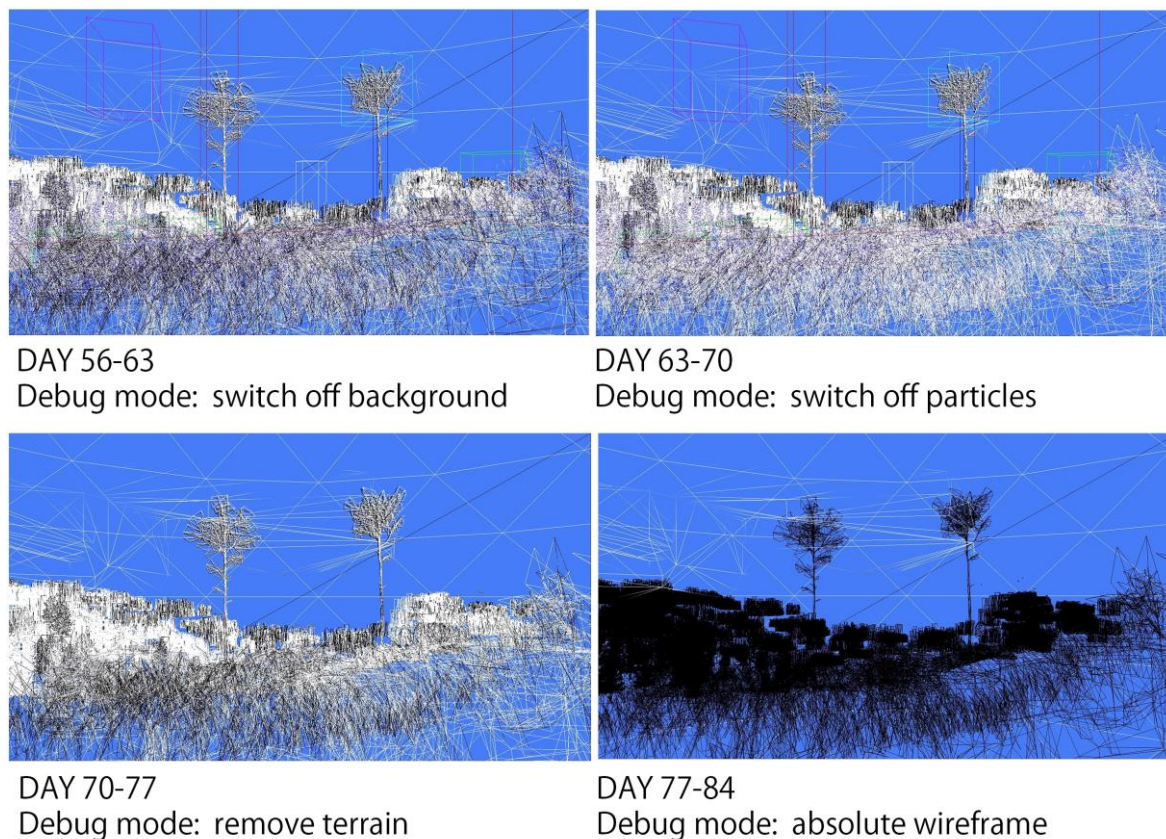 DAY 56-63
Debug mode: switch off background
DAY 63-70
Debug mode: switch off particles
DAY 70-77
Debug mode: remove terrain
DAY 77-84
Debug mode: absolute wireframe